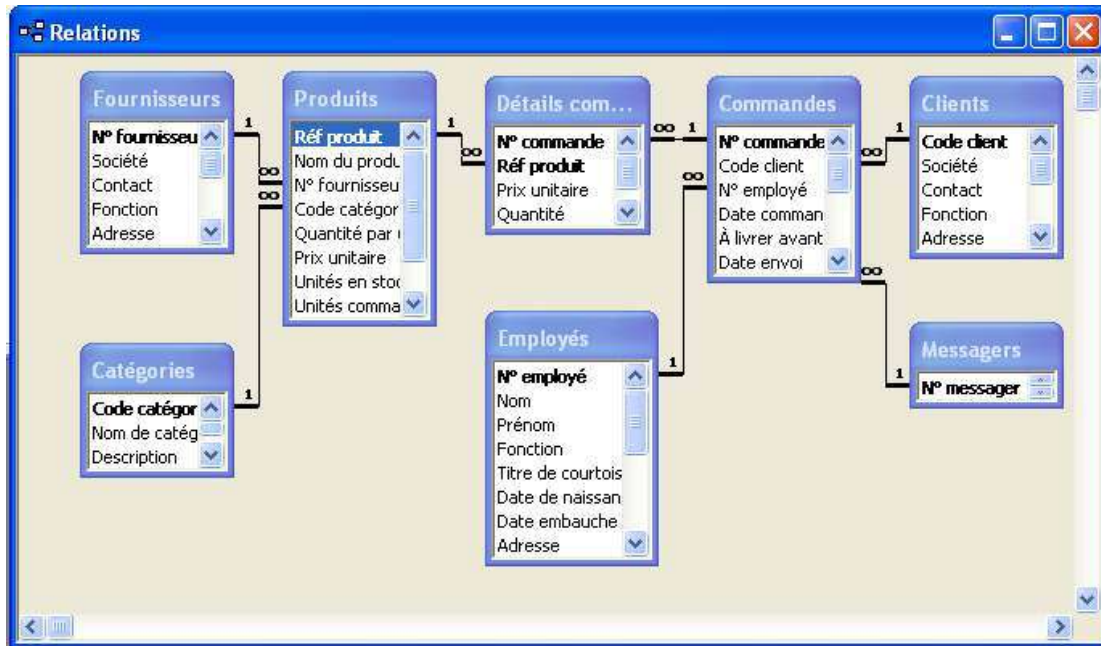 Relations
Fournisseurs
N° fournisseu
Société
Contact
Fonction
Adresse
Produits
Réf produit
Nom du produ
N° fournisseu
Code catégor
Quantité par
Prix unitaire
Unités en stoc
Unités comma
Détails com...
N° commande
Réf produit
Prix unitaire
Quantité
Commandes
N° commande
Code client
N° employé
Date comman
À livrer avant
Date envoi
Clients
Code client
Société
Contact
Fonction
Adresse
Catégories
Code catégor
Nom de catég
Description
Employés
N° employé
Nom
Prénom
Fonction
Titre de courtois
Date de naissan
Date embauche
Adresse
Messagers
N° messager
1
∞
∞
1
1
∞
∞
1
∞
1
∞
1
∞
1